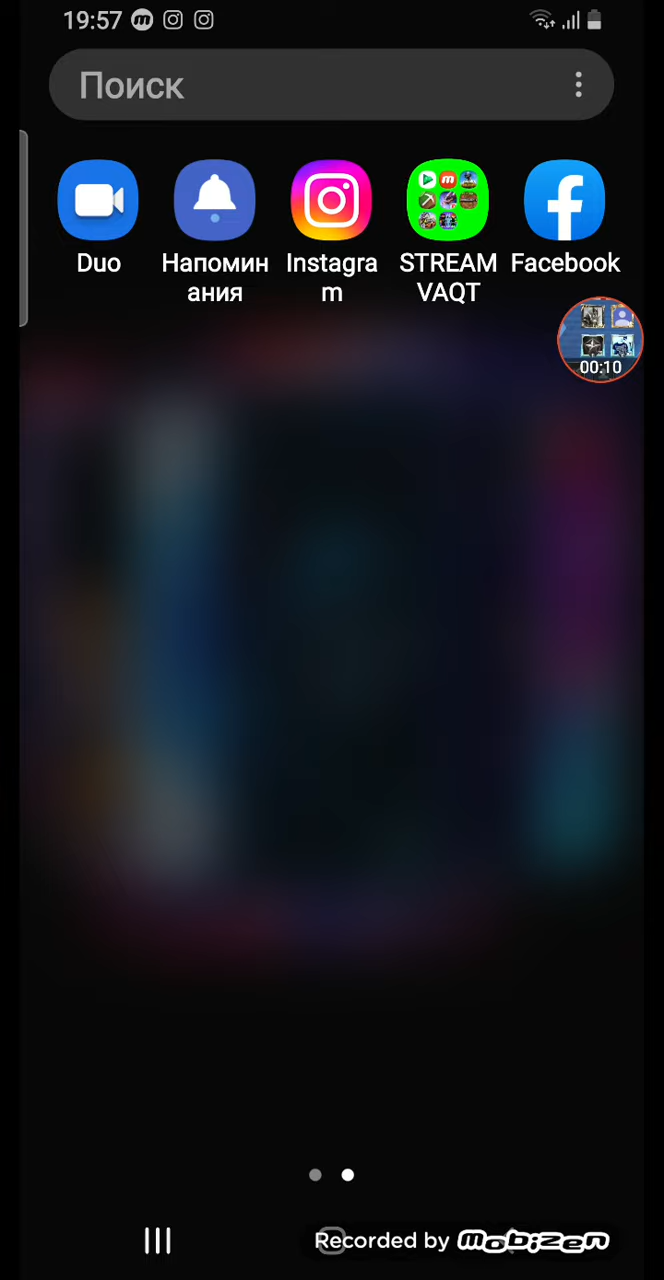 19:57
Поиск
Duo
Напомин
ания
Instagra
m
STREAM
VAQT
Facebook
00:10
Recorded by mobizen